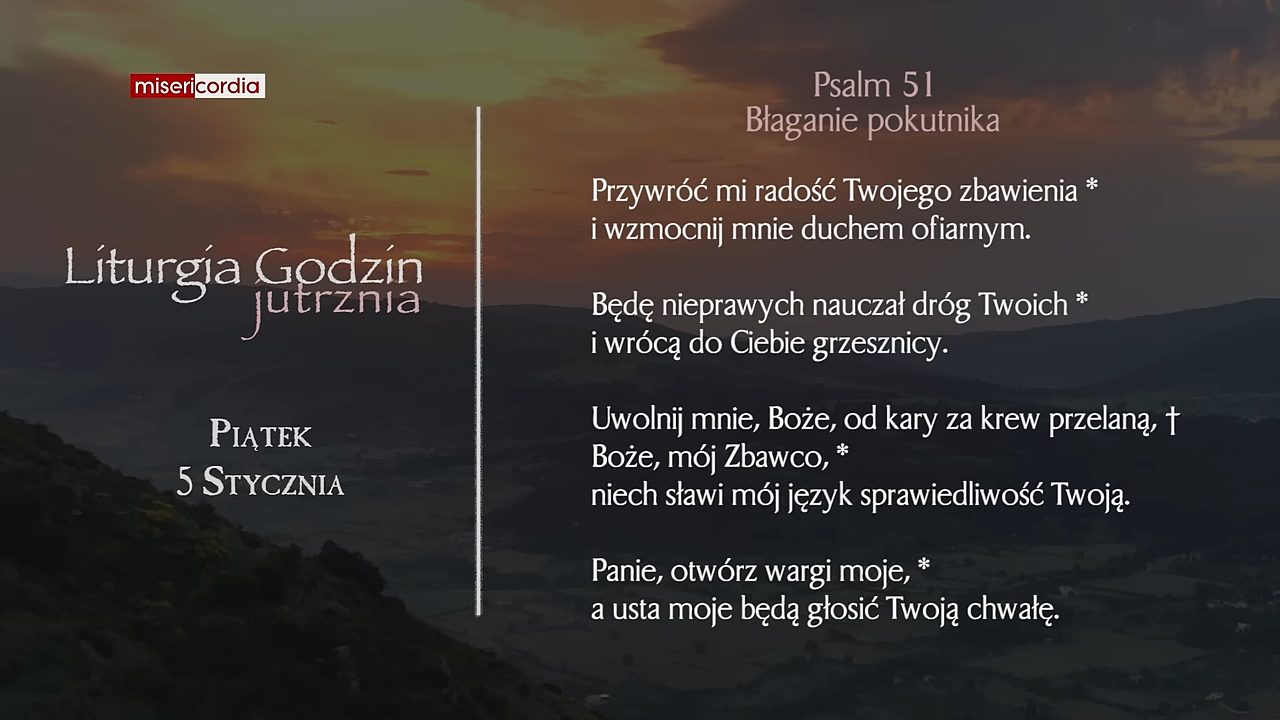 misericordia
Liturgia Godzin
jutrznia
Piątek
5 Stycznia
Psalm 51
Błaganie pokutnika
Przywróć mi radość Twojego zbawienia *
i wzmocnij mnie duchem ofiarnym.
Będę nieprawych nauczał dróg Twoich *
i wrócą do Ciebie grzesznicy.
Uwolnij mnie, Boże, od kary za krew przelaną, †
Boże, mój Zbawco, *
niech sławi mój język sprawiedliwość Twoją.
Panie, otwórz wargi moje, *
a usta moje będą głosić Twoją chwałę.